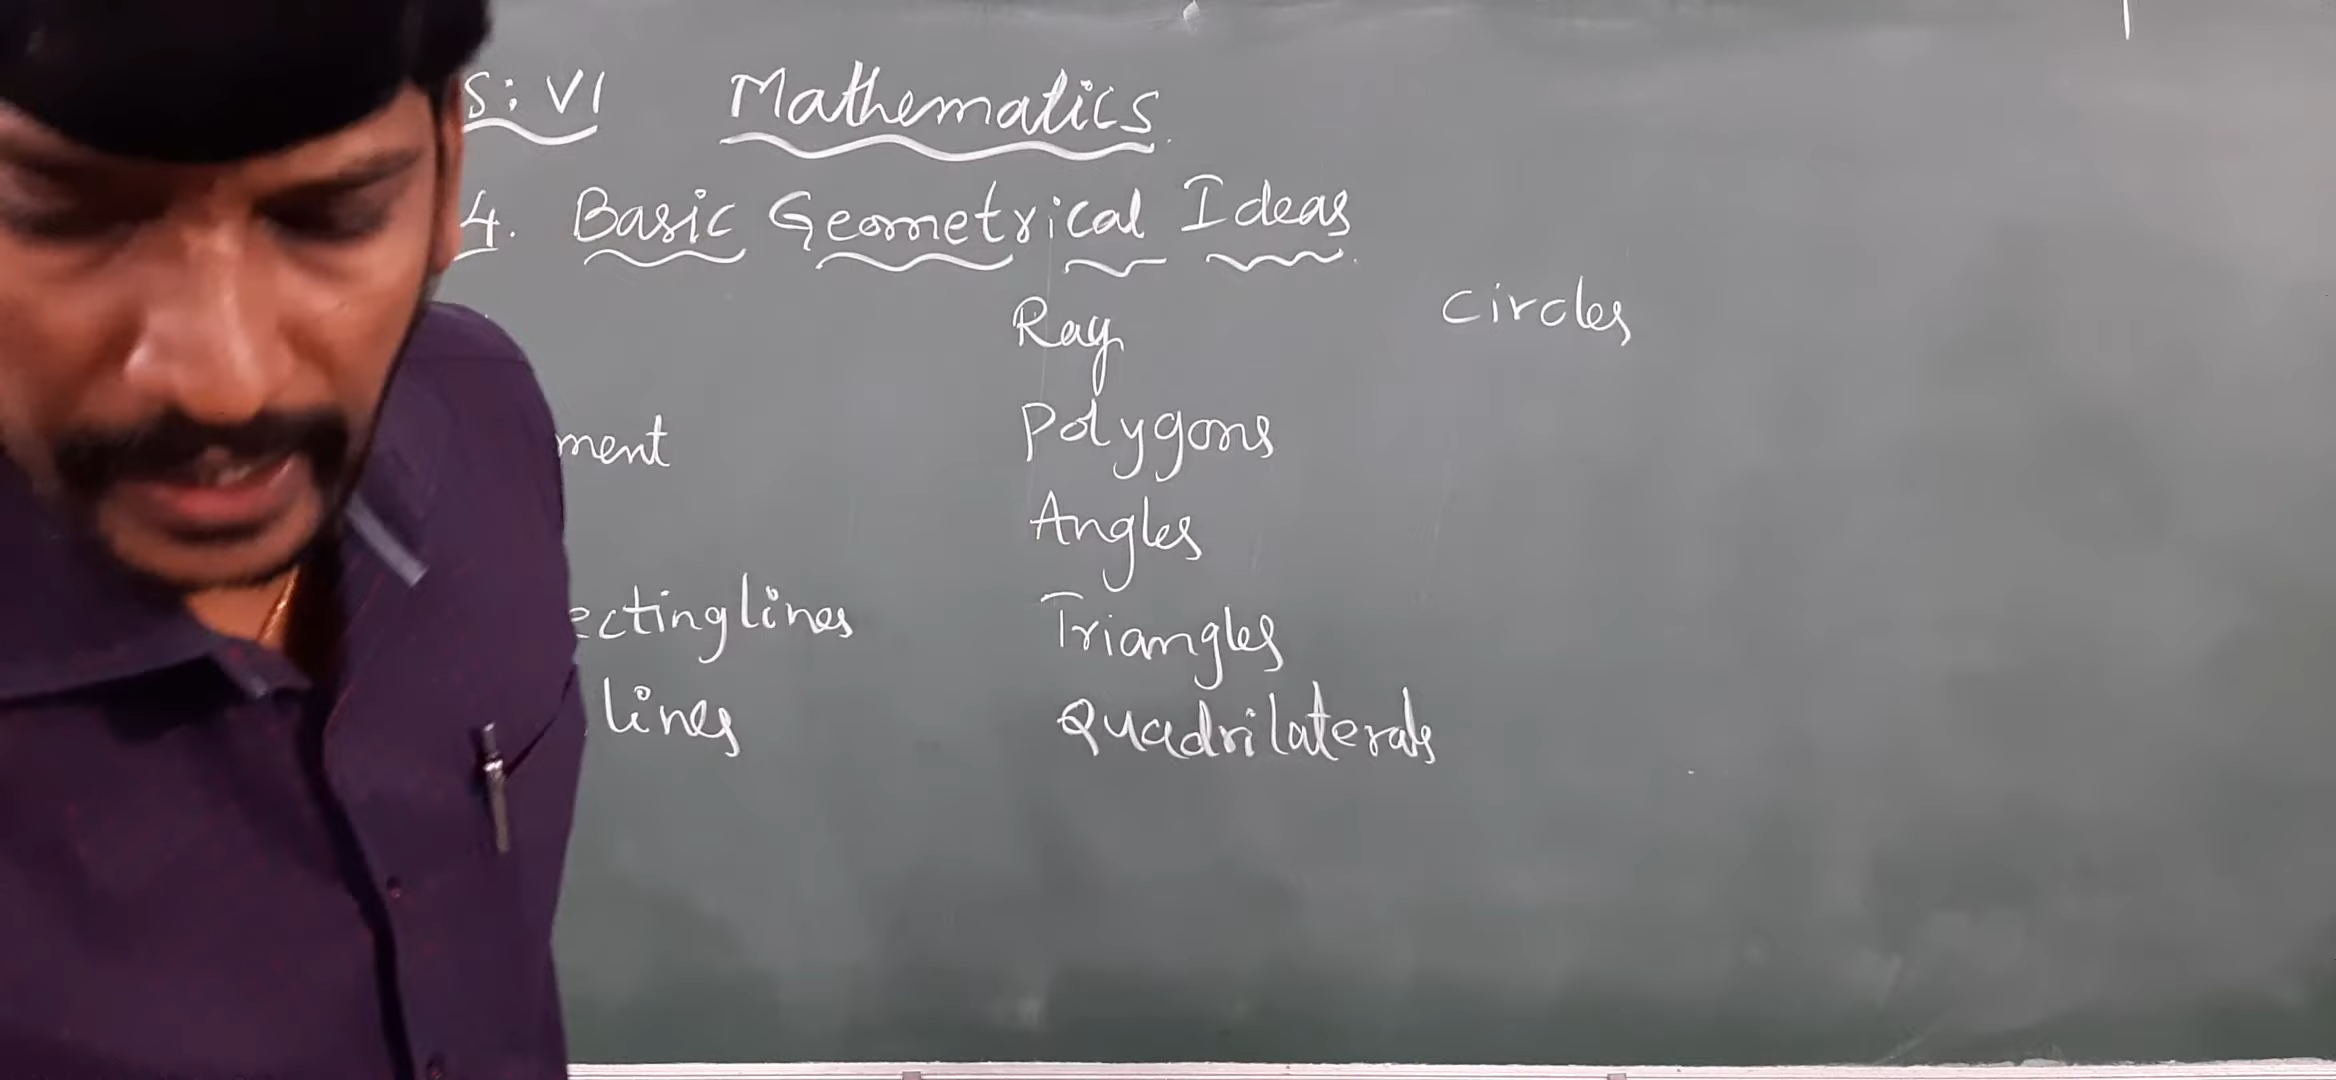 S: VI Mathematics
4. Basic Geometrical Ideas
Ray
Circles
ment
Polygons
Angles
ecting lines
Triangles
lines
Quadrilaterals